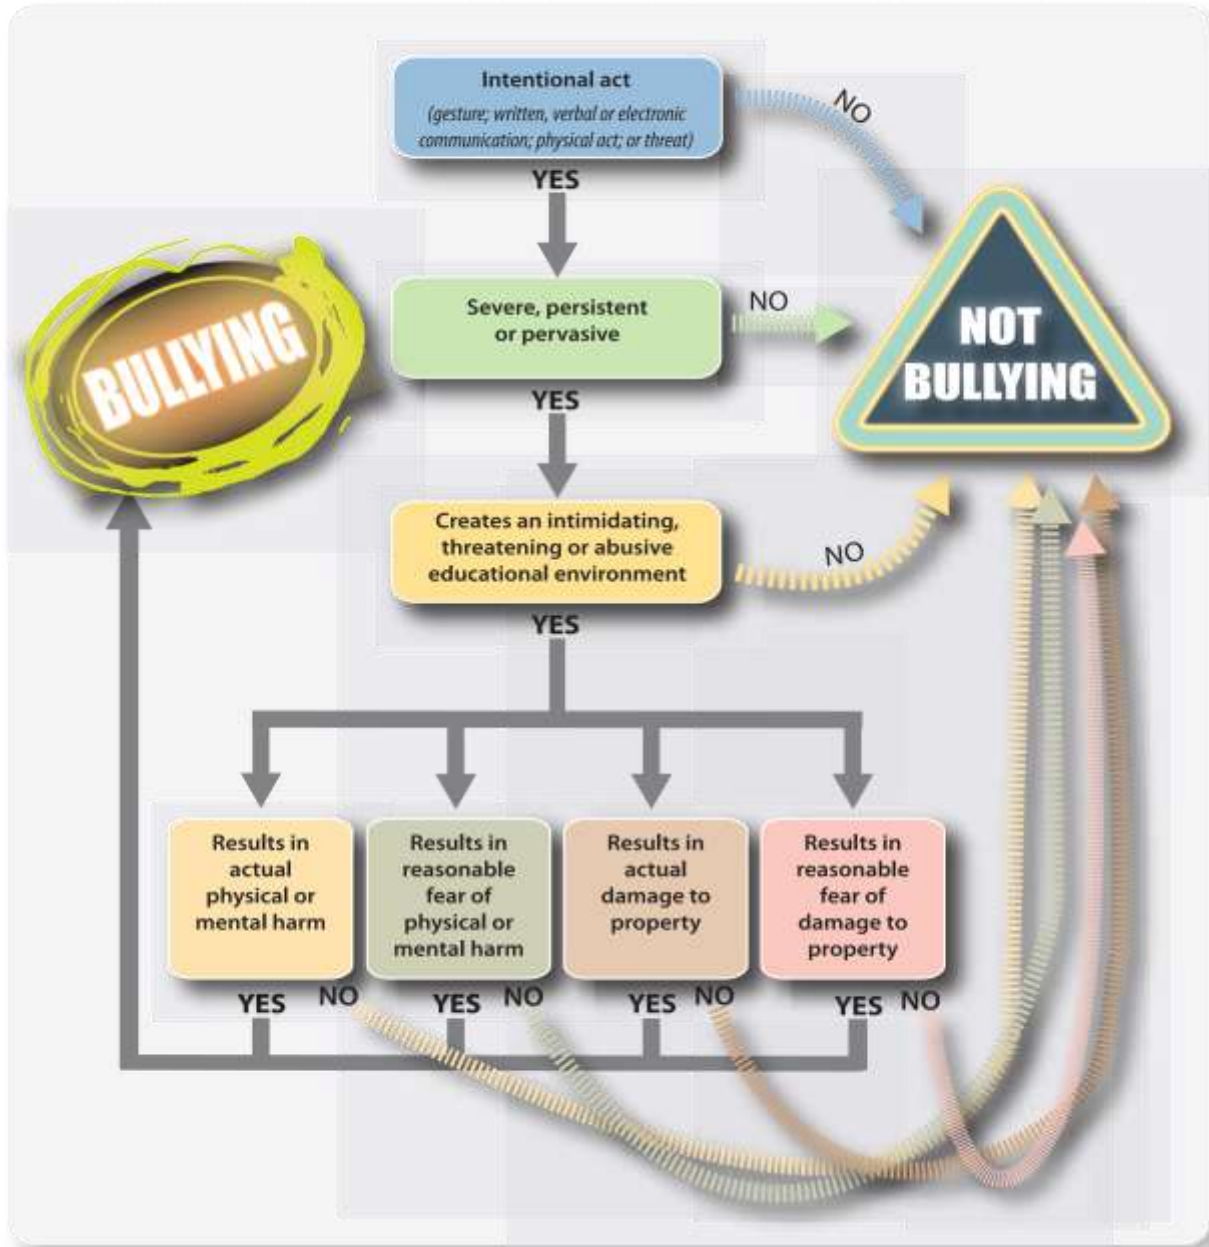 Intentional act
(gesture; written, verbal or electronic
communication; physical act; or threat)
NO
YES
BULLYING
Severe, persistent
or pervasive
NO
NOT
BULLYING
YES
Creates an intimidating,
threatening or abusive
educational environment
NO
YES
Results in
actual
physical or
mental harm
Results in
reasonable
fear of
physical or
mental harm
Results in
actual
damage to
property
Results in
reasonable
fear of
damage to
property
YES
NO
YES
NO
YES
NO
YES
NO